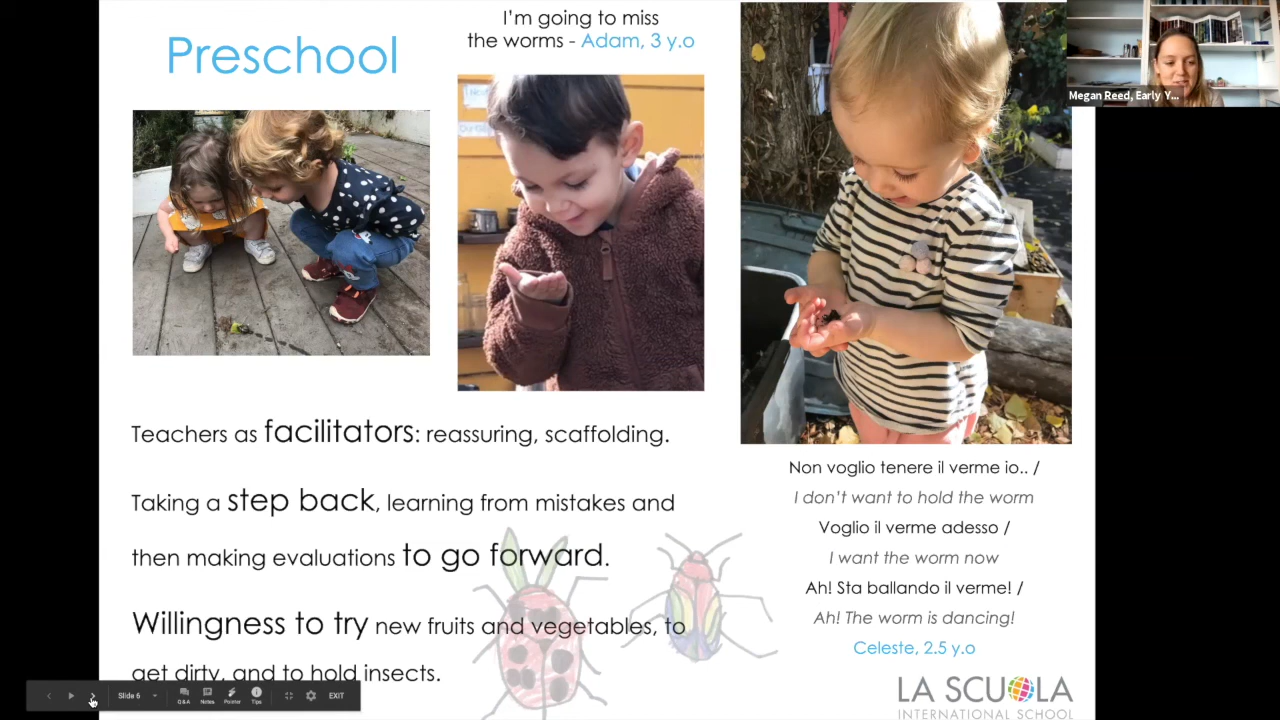 Preschool
I'm going to miss
the worms - Adam, 3 y.o
Megan Reed, Early Y...
Teachers as facilitators: reassuring, scaffolding.
Taking a step back, learning from mistakes and
then making evaluations to go forward.
Willingness to try new fruits and vegetables, to
get dirty, and to hold insects.
Non voglio tenere il verme io.. /
I don't want to hold the worm
Voglio il verme adesso /
I want the worm now
Ah! Sta ballando il verme! /
Ah! The worm is dancing!
Celeste, 2.5 y.o
LA SCUOLA
INTERNATIONAL SCHOOL
Slide 6
Q&A
Notes
Pointer
Tips
EXIT